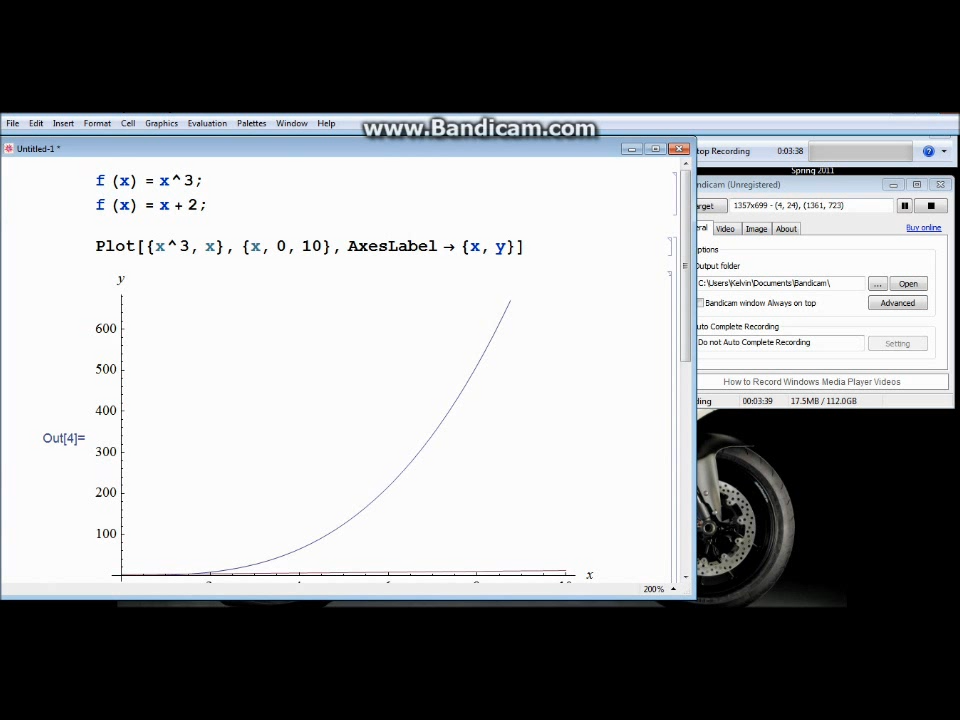 File Edit Insert Format Cell Graphics Evaluation Palettes Window Help
www.Bandicam.com
Untitled-1 *
top Recording 0:03:38
Spring 2011
ndicam (Unregistered)
f (x) = x^3;
f (x) = x + 2;
Plot[{x^3, x}, {x, 0, 10}, AxesLabel → {x, y}]
y
600
500
400
Out[4]=
300
200
100
x
200%
rget 1357x699 - (4, 24), (1361, 723)
ral Video Image About Buy online
ptions
Output folder
C:\Users\Kelvin\Documents\Bandicam\ ... Open
Bandicam window Always on top Advanced
uto Complete Recording
Do not Auto Complete Recording Setting
How to Record Windows Media Player Videos
ding 00:03:39 17.5MB / 112.0GB